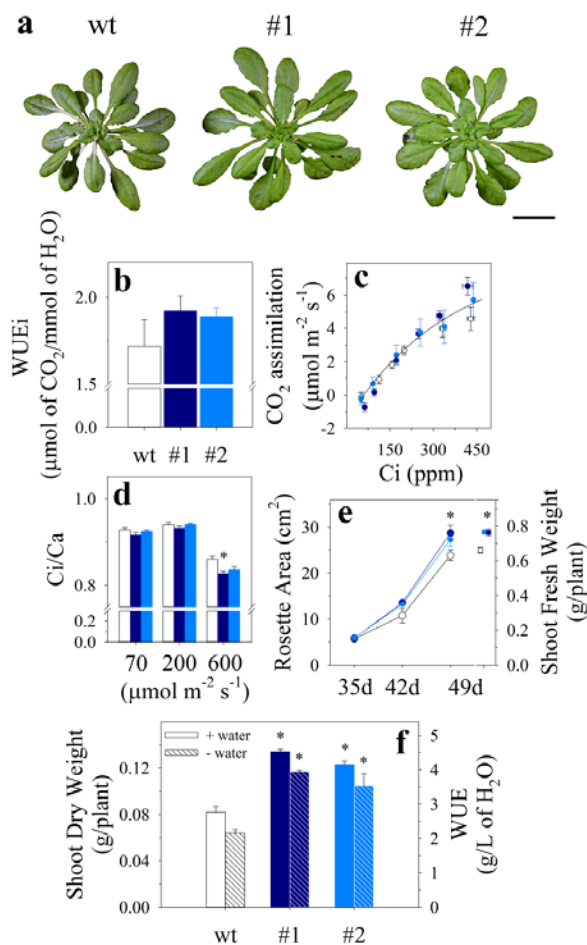 a
wt #1 #2
b
WUEi
(μmol of CO₂/mmol of H₂O)
2.0
1.5
0.0
wt #1 #2
c
CO₂ assimilation
(μmol m⁻² s⁻¹)
8
6
4
2
0
-2
0 150 300 450
Ci (ppm)
d
Ci/Ca
1.0
0.9
0.8
0.2
0.0
*
70 200 600
(μmol m⁻² s⁻¹)
e
Rosette Area (cm²)
30
20
10
0
* *
35d 42d 49d
Shoot Fresh Weight
(g/plant)
0.8
0.6
0.4
0.2
0.0
f
+ water
- water
Shoot Dry Weight
(g/plant)
0.12
0.08
0.04
0.00
* * * *
WUE
(g/L of H₂O)
5
4
3
2
1
0
wt #1 #2